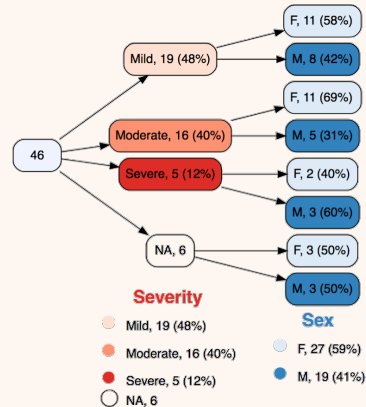 F, 11 (58%)
Mild, 19 (48%)
M, 8 (42%)
F, 11 (69%)
Moderate, 16 (40%)
M, 5 (31%)
46
Severe, 5 (12%)
F, 2 (40%)
M, 3 (60%)
NA, 6
F, 3 (50%)
M, 3 (50%)
Severity
Mild, 19 (48%)
Moderate, 16 (40%)
Severe, 5 (12%)
NA, 6
Sex
F, 27 (59%)
M, 19 (41%)